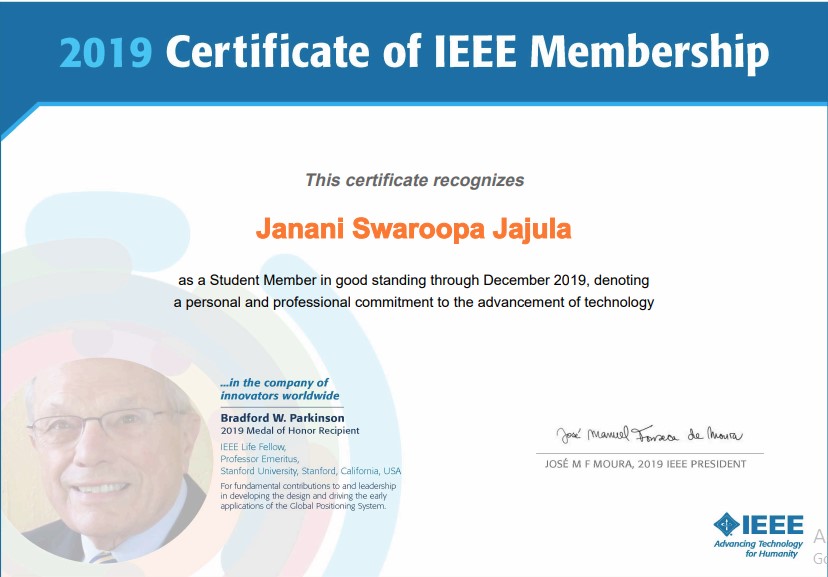 2019 Certificate of IEEE Membership
This certificate recognizes
Janani Swaroopa Jajula
as a Student Member in good standing through December 2019, denoting
a personal and professional commitment to the advancement of technology
...in the company of
innovators worldwide
Bradford W. Parkinson
2019 Medal of Honor Recipient
IEEE Life Fellow,
Professor Emeritus,
Stanford University, Stanford, California, USA
For fundamental contributions to and leadership
in developing the design and driving the early
applications of the Global Positioning System.
José Manuel Fonseca de Moura
JOSÉ M F MOURA, 2019 IEEE PRESIDENT
IEEE
Advancing Technology
for Humanity